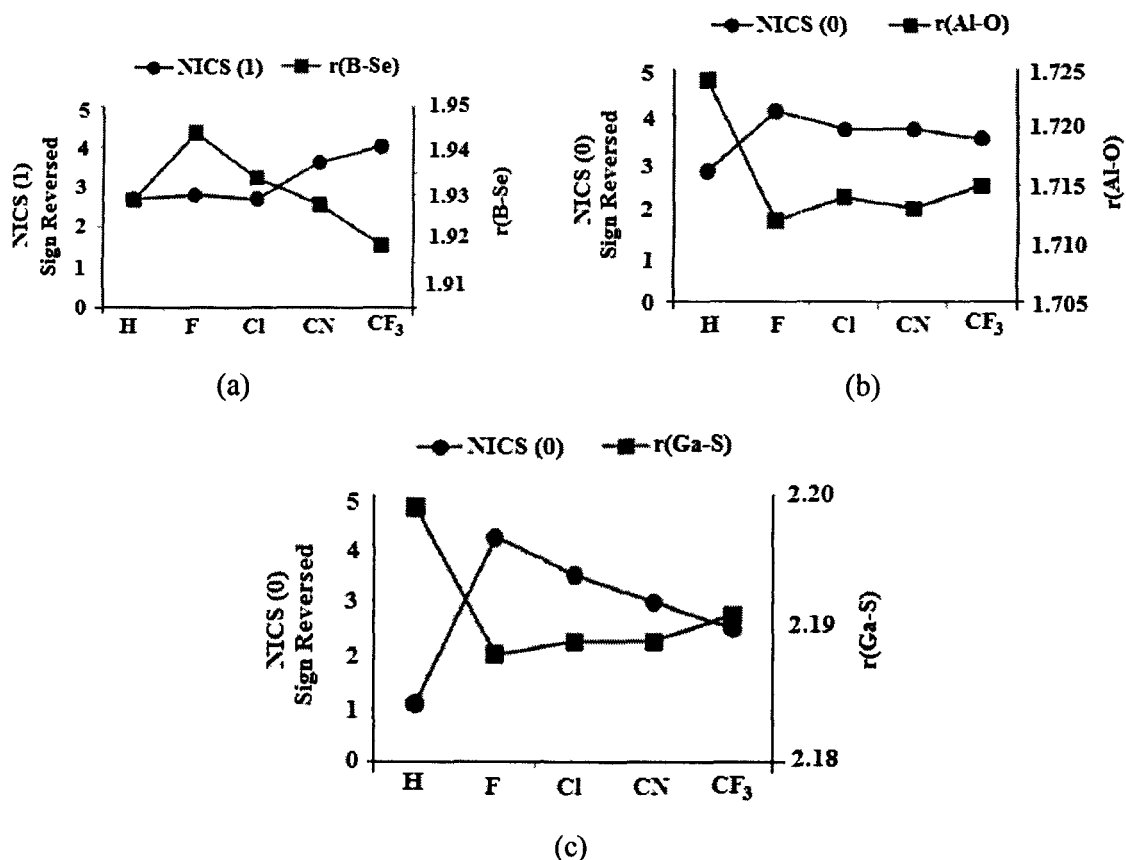 NICS (1) r(B-Se)
NICS (1)
Sign Reversed
5
4
3
2
1
0
1.95
1.94
1.93
1.92
1.91
r(B-Se)
H F Cl CN CF3
(a)
NICS (0) r(Al-O)
NICS (0)
Sign Reversed
5
4
3
2
1
0
1.725
1.720
1.715
1.710
1.705
r(Al-O)
H F Cl CN CF3
(b)
NICS (0) r(Ga-S)
NICS (0)
Sign Reversed
5
4
3
2
1
0
2.20
2.19
2.18
r(Ga-S)
H F Cl CN CF3
(c)